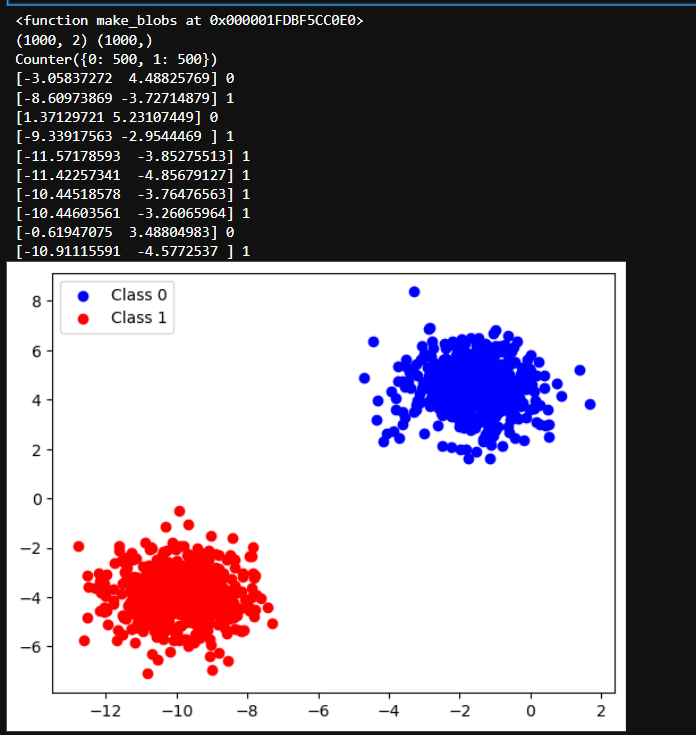 <function make_blobs at 0x000001FDBF5CC0E0>
(1000, 2) (1000,)
Counter({0: 500, 1: 500})
[-3.05837272  4.48825769] 0
[-8.60973869 -3.72714879] 1
[1.37129721 5.23107449] 0
[-9.33917563 -2.9544469 ] 1
[-11.57178593  -3.85275513] 1
[-11.42257341  -4.85679127] 1
[-10.44518578  -3.76476563] 1
[-10.44603561  -3.26065964] 1
[-0.61947075  3.48804983] 0
[-10.91115591  -4.5772537 ] 1
Class 0
Class 1
8
6
4
2
0
−2
−4
−6
−12 −10 −8 −6 −4 −2 0 2